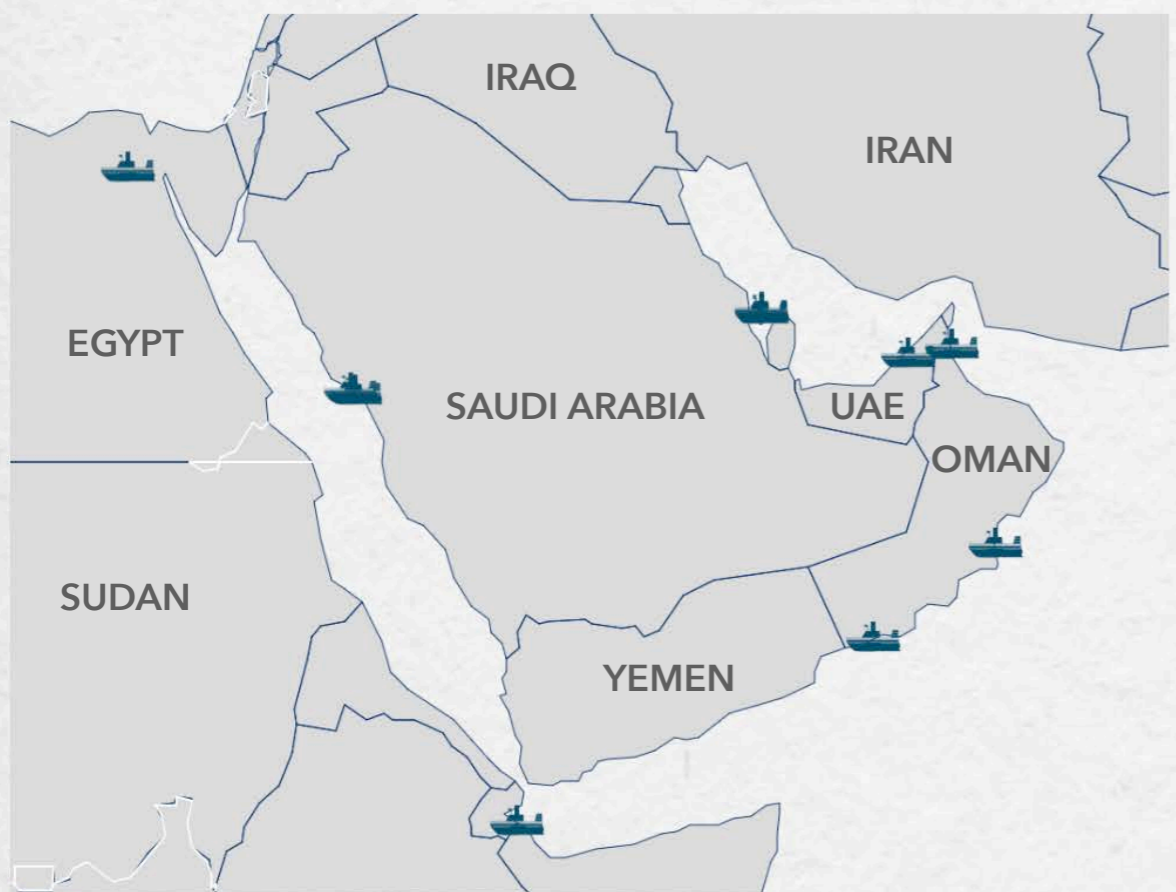 IRAQ
IRAN
EGYPT
SAUDI ARABIA
UAE
OMAN
SUDAN
YEMEN